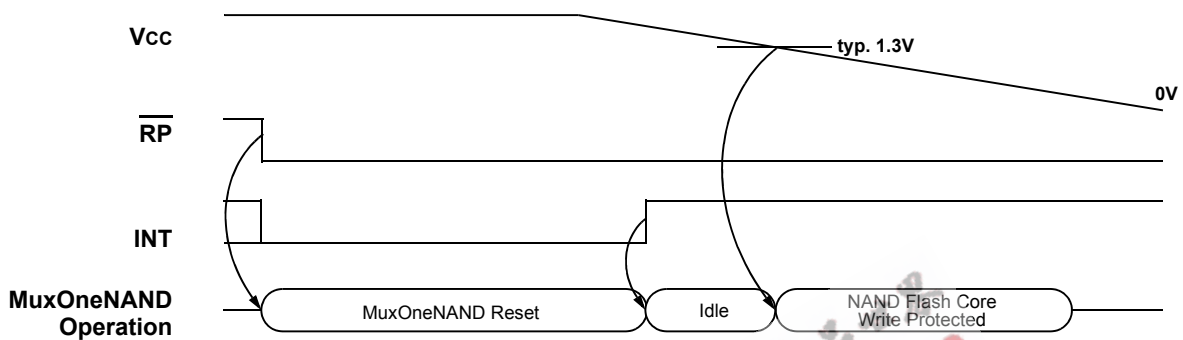 Vcc
typ. 1.3V
0V
RP
INT
MuxOneNAND
Operation
MuxOneNAND Reset
Idle
NAND Flash Core
Write Protected